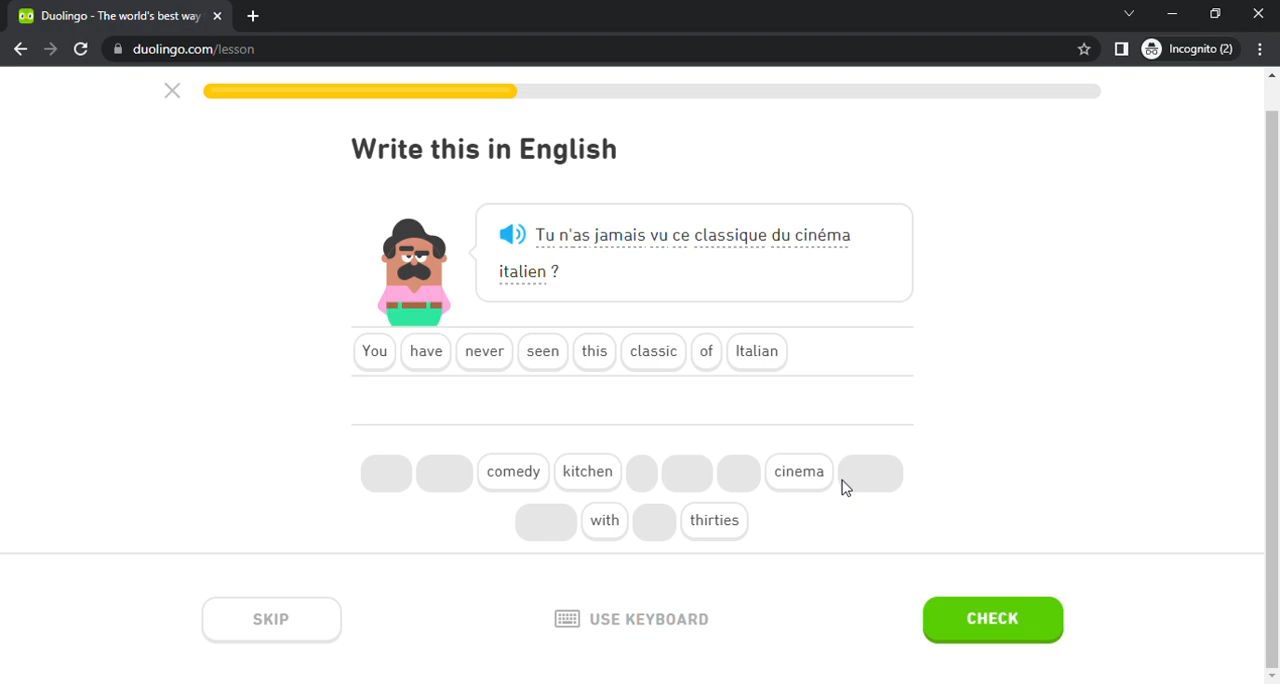 Duolingo - The world's best way
duolingo.com/lesson
Incognito (2)
Write this in English
Tu n'as jamais vu ce classique du cinéma
italien ?
You have never seen this classic of Italian
comedy kitchen cinema
with thirties
SKIP USE KEYBOARD CHECK